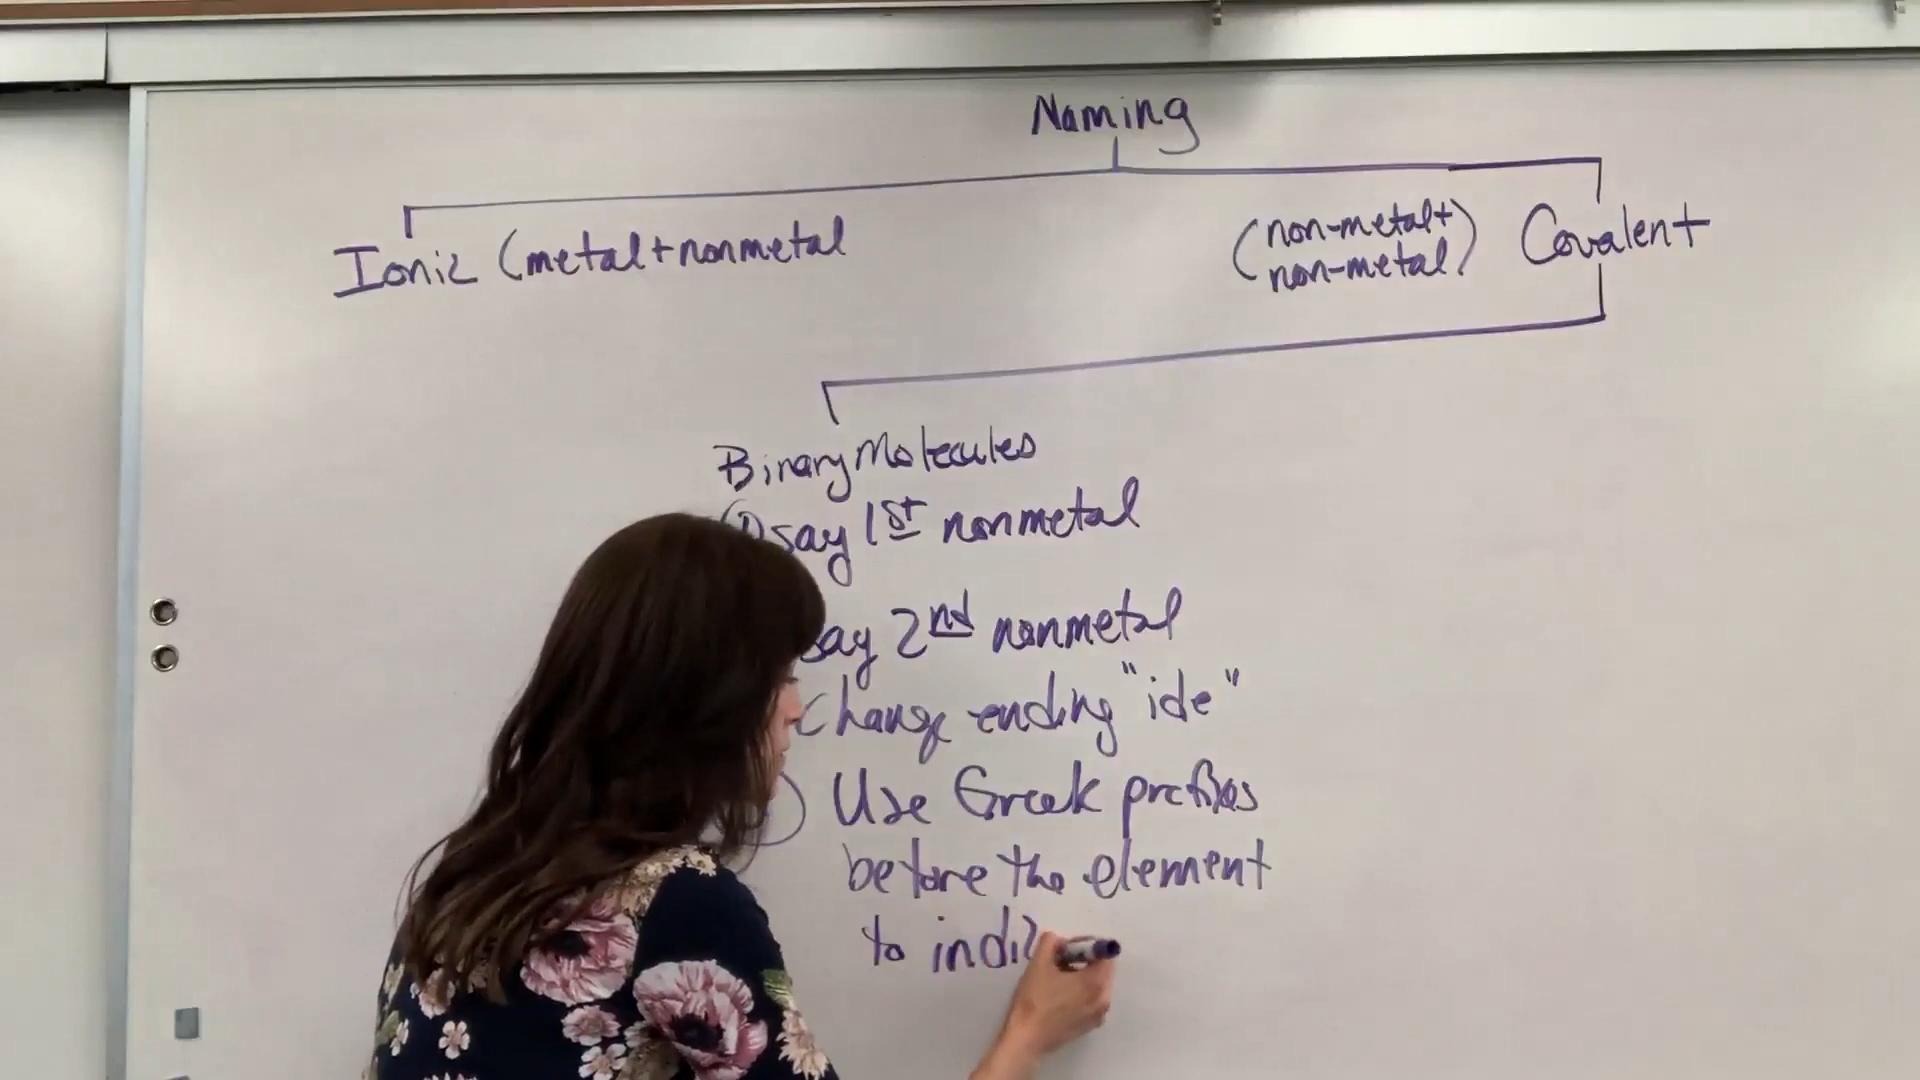 Naming
Ionic (metal+nonmetal
(non-metal+
non-metal)
Covalent
Binary Molecules
① say 1st nonmetal
say 2nd nonmetal
change ending "ide"
Use Greek prefixes
before the element
to indic